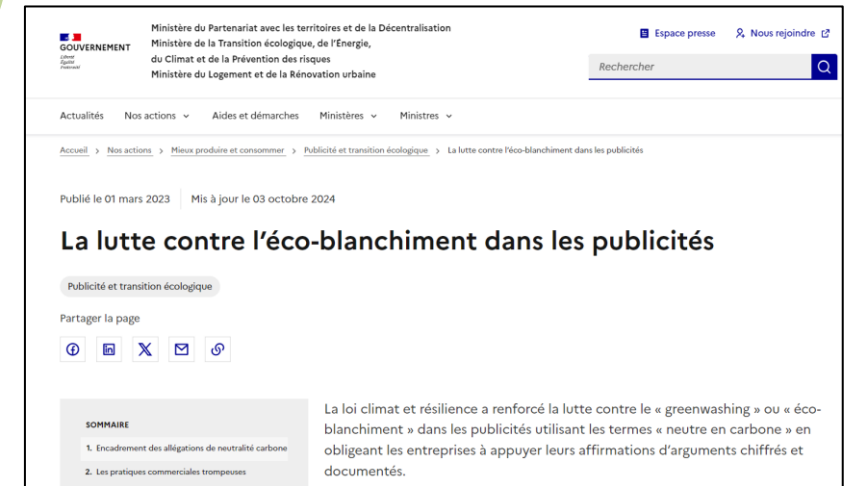 Ministère du Partenariat avec les territoires et de la Décentralisation
Ministère de la Transition écologique, de l'Énergie,
du Climat et de la Prévention des risques
Ministère du Logement et de la Rénovation urbaine
GOUVERNEMENT
Liberté
Égalité
Fraternité
Espace presse
Nous rejoindre
Rechercher
Actualités Nos actions Aides et démarches Ministères Ministres
Accueil > Nos actions > Mieux produire et consommer > Publicité et transition écologique > La lutte contre l'éco-blanchiment dans les publicités
Publié le 01 mars 2023 Mis à jour le 03 octobre 2024
La lutte contre l'éco-blanchiment dans les publicités
Publicité et transition écologique
Partager la page
SOMMAIRE
1. Encadrement des allégations de neutralité carbone
2. Les pratiques commerciales trompeuses
La loi climat et résilience a renforcé la lutte contre le « greenwashing » ou « éco-
blanchiment » dans les publicités utilisant les termes « neutre en carbone » en
obligeant les entreprises à appuyer leurs affirmations d'arguments chiffrés et
documentés.